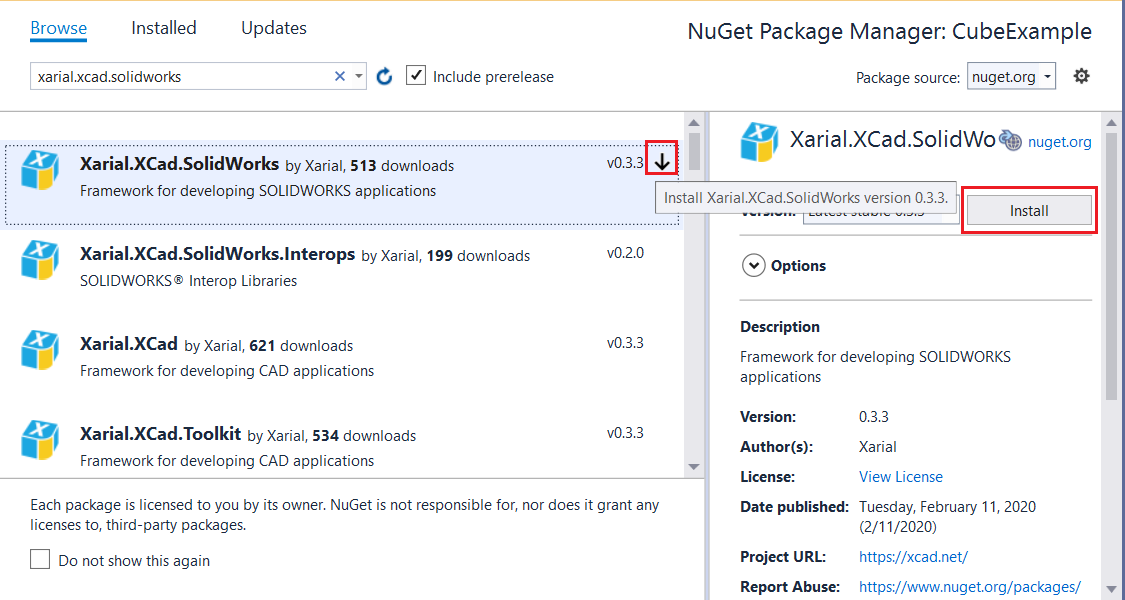 Browse Installed Updates
NuGet Package Manager: CubeExample
xarial.xcad.solidworks
Include prerelease
Package source: nuget.org
Xarial.XCad.SolidWorks by Xarial, 513 downloads
v0.3.3
Framework for developing SOLIDWORKS applications
Xarial.XCad.SolidWorks.Interops by Xarial, 199 downloads
v0.2.0
SOLIDWORKS® Interop Libraries
Xarial.XCad by Xarial, 621 downloads
v0.3.3
Framework for developing CAD applications
Xarial.XCad.Toolkit by Xarial, 534 downloads
v0.3.3
Framework for developing CAD applications
Each package is licensed to you by its owner. NuGet is not responsible for, nor does it grant any
licenses to, third-party packages.
Do not show this again
Xarial.XCad.SolidWo nuget.org
Install Xarial.XCad.SolidWorks version 0.3.3.
Version: Latest stable 0.3.3
Install
Options
Description
Framework for developing SOLIDWORKS
applications
Version: 0.3.3
Author(s): Xarial
License: View License
Date published: Tuesday, February 11, 2020
(2/11/2020)
Project URL: https://xcad.net/
Report Abuse: https://www.nuget.org/packages/